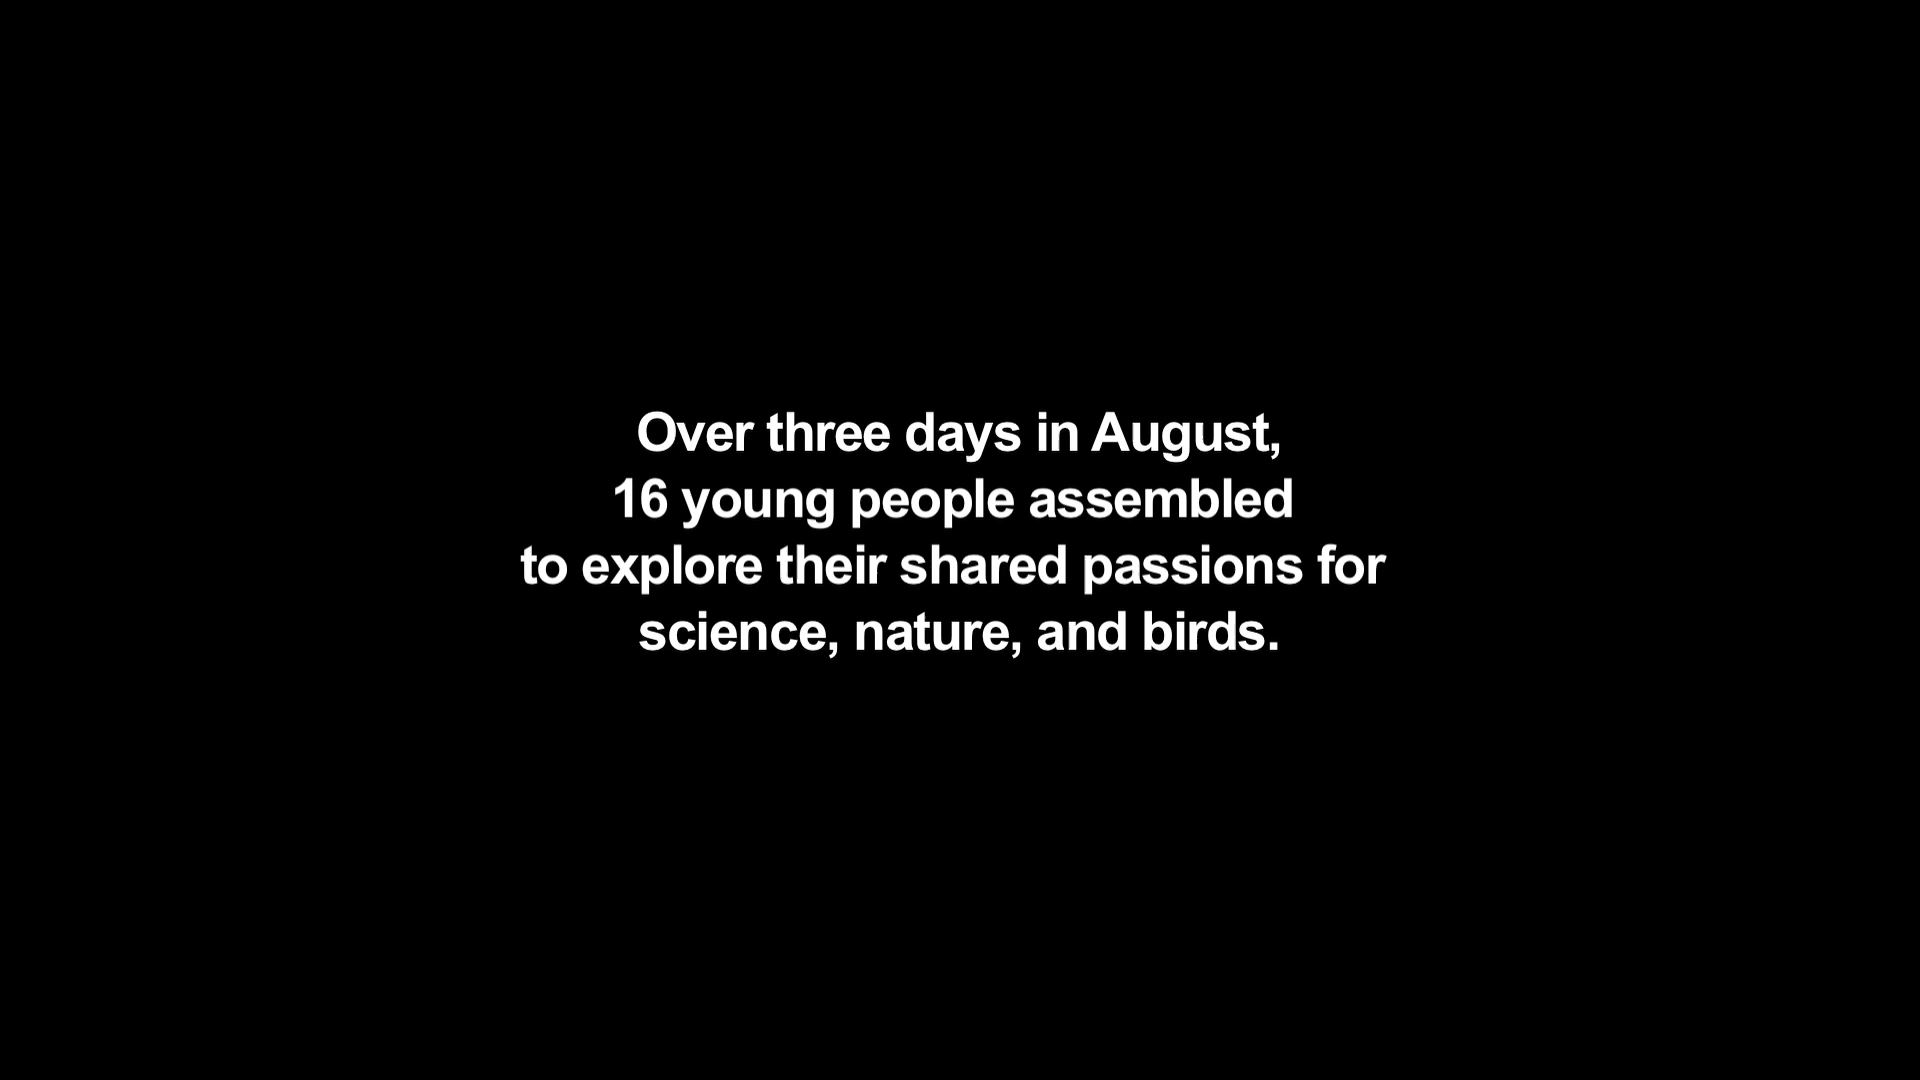 Over three days in August,
16 young people assembled
to explore their shared passions for
science, nature, and birds.